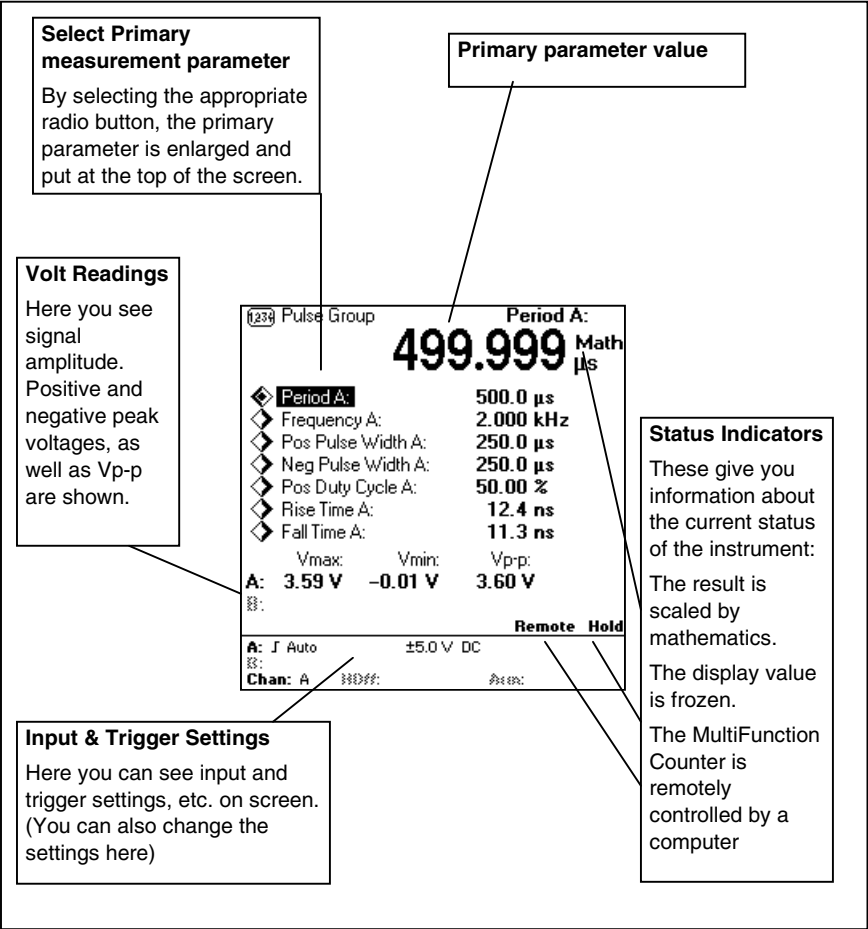 Select Primary
measurement parameter
By selecting the appropriate
radio button, the primary
parameter is enlarged and
put at the top of the screen.
Primary parameter value
Volt Readings
Here you see
signal
amplitude.
Positive and
negative peak
voltages, as
well as Vp-p
are shown.
1,234 Pulse Group Period A:
499.999 Math
µs
Period A: 500.0 µs
Frequency A: 2.000 kHz
Pos Pulse Width A: 250.0 µs
Neg Pulse Width A: 250.0 µs
Pos Duty Cycle A: 50.00 %
Rise Time A: 12.4 ns
Fall Time A: 11.3 ns
Vmax: Vmin: Vp-p:
A: 3.59 V −0.01 V 3.60 V
B:
Remote Hold
A: Auto ±5.0 V DC
B:
Chan: A HOff: Aux:
Status Indicators
These give you
information about
the current status
of the instrument:
The result is
scaled by
mathematics.
The display value
is frozen.
The MultiFunction
Counter is
remotely
controlled by a
computer
Input & Trigger Settings
Here you can see input and
trigger settings, etc. on screen.
(You can also change the
settings here)